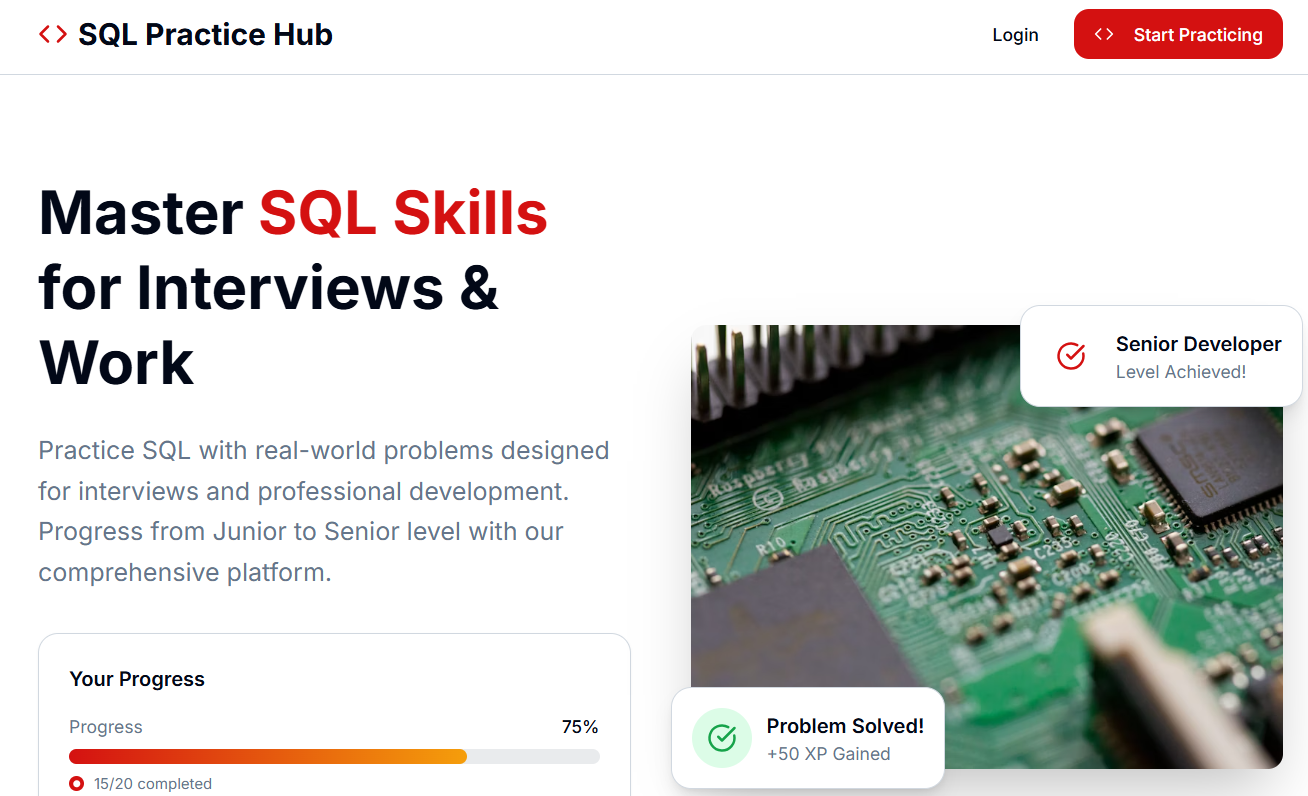 SQL Practice Hub
Login
Start Practicing
Master SQL Skills
for Interviews &
Work
Practice SQL with real-world problems designed
for interviews and professional development.
Progress from Junior to Senior level with our
comprehensive platform.
Your Progress
Progress
75%
15/20 completed
Senior Developer
Level Achieved!
Raspberry
R10
Problem Solved!
+50 XP Gained